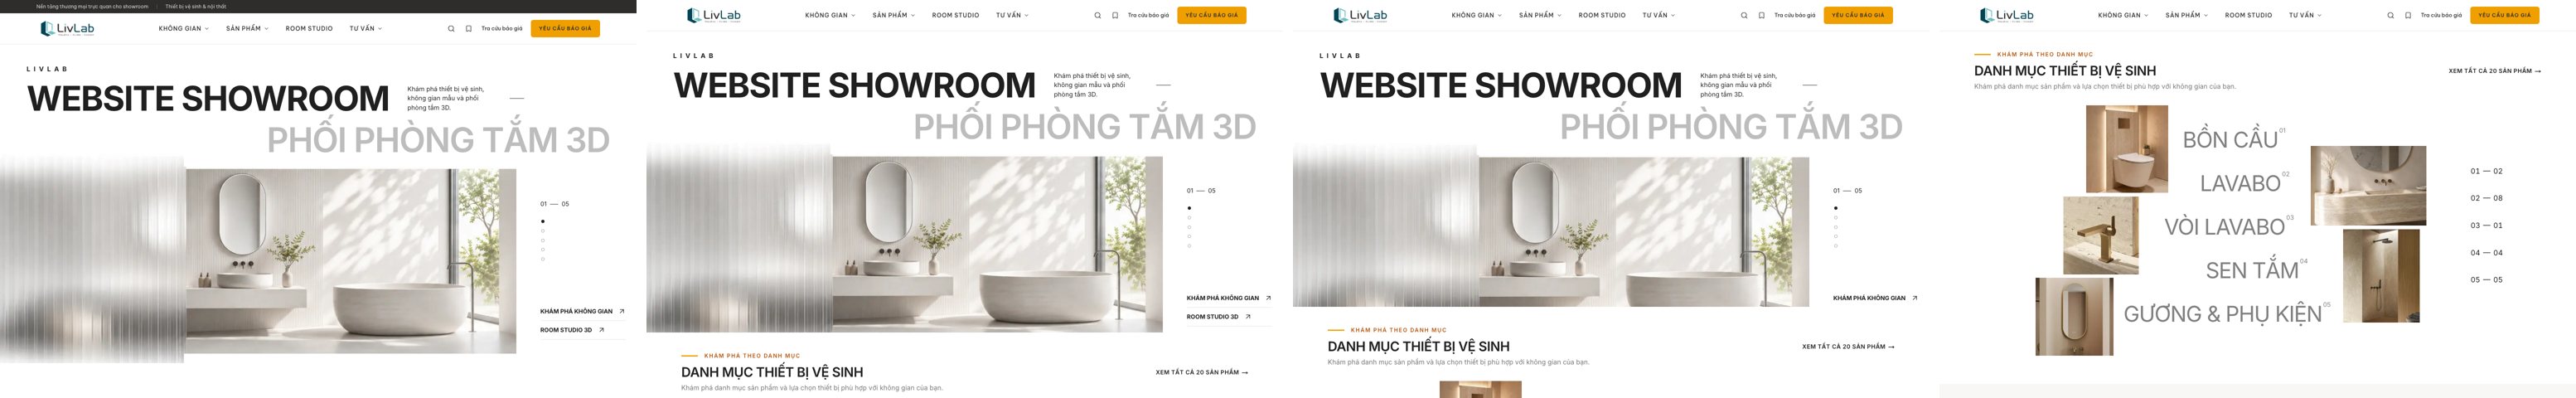 Nền tảng thương mại trực quan cho showroom | Thiết bị vệ sinh & nội thất
LivLab
KHÔNG GIAN SẢN PHẨM ROOM STUDIO TƯ VẤN
Tra cứu báo giá YÊU CẦU BÁO GIÁ
LIVLAB
WEBSITE SHOWROOM
Khám phá thiết bị vệ sinh,
không gian mẫu và phối
phòng tắm 3D.
PHỐI PHÒNG TẮM 3D
01 — 05
KHÁM PHÁ KHÔNG GIAN ↗
ROOM STUDIO 3D ↗
LivLab
KHÔNG GIAN SẢN PHẨM ROOM STUDIO TƯ VẤN
Tra cứu báo giá YÊU CẦU BÁO GIÁ
LIVLAB
WEBSITE SHOWROOM
Khám phá thiết bị vệ sinh,
không gian mẫu và phối
phòng tắm 3D.
PHỐI PHÒNG TẮM 3D
01 — 05
KHÁM PHÁ KHÔNG GIAN ↗
ROOM STUDIO 3D ↗
KHÁM PHÁ THEO DANH MỤC
DANH MỤC THIẾT BỊ VỆ SINH
Khám phá danh mục sản phẩm và lựa chọn thiết bị phù hợp với không gian của bạn.
XEM TẤT CẢ 20 SẢN PHẨM →
LivLab
KHÔNG GIAN SẢN PHẨM ROOM STUDIO TƯ VẤN
Tra cứu báo giá YÊU CẦU BÁO GIÁ
LIVLAB
WEBSITE SHOWROOM
Khám phá thiết bị vệ sinh,
không gian mẫu và phối
phòng tắm 3D.
PHỐI PHÒNG TẮM 3D
01 — 05
KHÁM PHÁ KHÔNG GIAN ↗
KHÁM PHÁ THEO DANH MỤC
DANH MỤC THIẾT BỊ VỆ SINH
Khám phá danh mục sản phẩm và lựa chọn thiết bị phù hợp với không gian của bạn.
XEM TẤT CẢ 20 SẢN PHẨM →
LivLab
KHÔNG GIAN SẢN PHẨM ROOM STUDIO TƯ VẤN
Tra cứu báo giá YÊU CẦU BÁO GIÁ
KHÁM PHÁ THEO DANH MỤC
DANH MỤC THIẾT BỊ VỆ SINH
Khám phá danh mục sản phẩm và lựa chọn thiết bị phù hợp với không gian của bạn.
XEM TẤT CẢ 20 SẢN PHẨM →
BỒN CẦU 01
LAVABO 02
VÒI LAVABO 03
SEN TẮM 04
GƯƠNG & PHỤ KIỆN 05
01 — 02
02 — 08
03 — 01
04 — 04
05 — 05